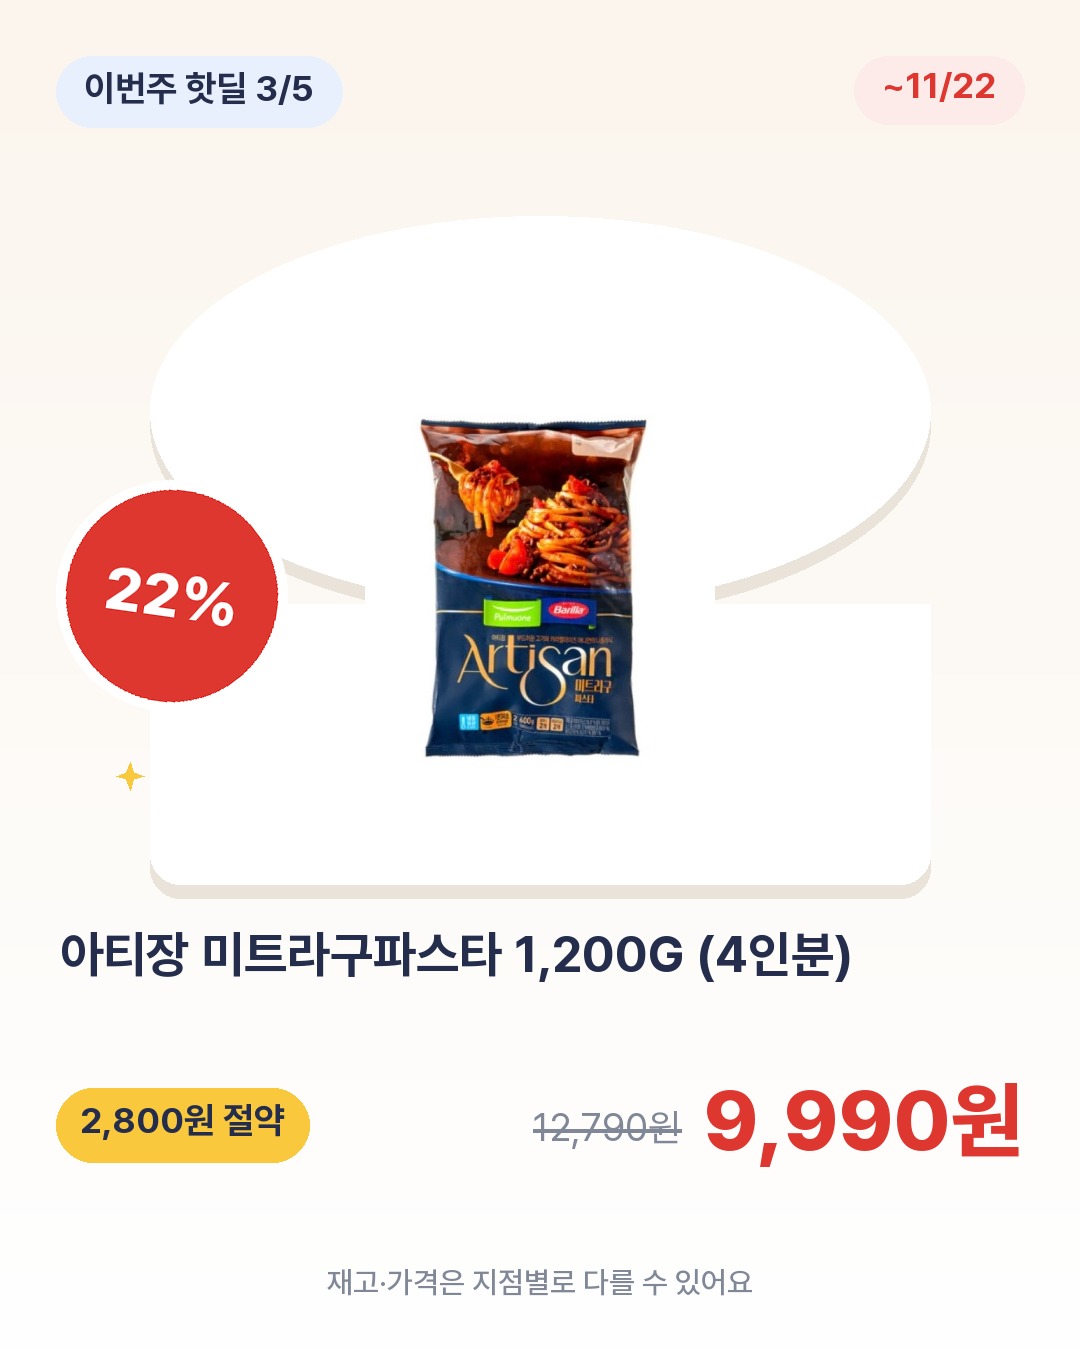 이번주 핫딜 3/5
~11/22
22%
Pulmuone
Barilla
Artisan
미트라구
파스타
아티장 미트라구파스타 1,200G (4인분)
2,800원 절약
12,790원
9,990원
재고·가격은 지점별로 다를 수 있어요